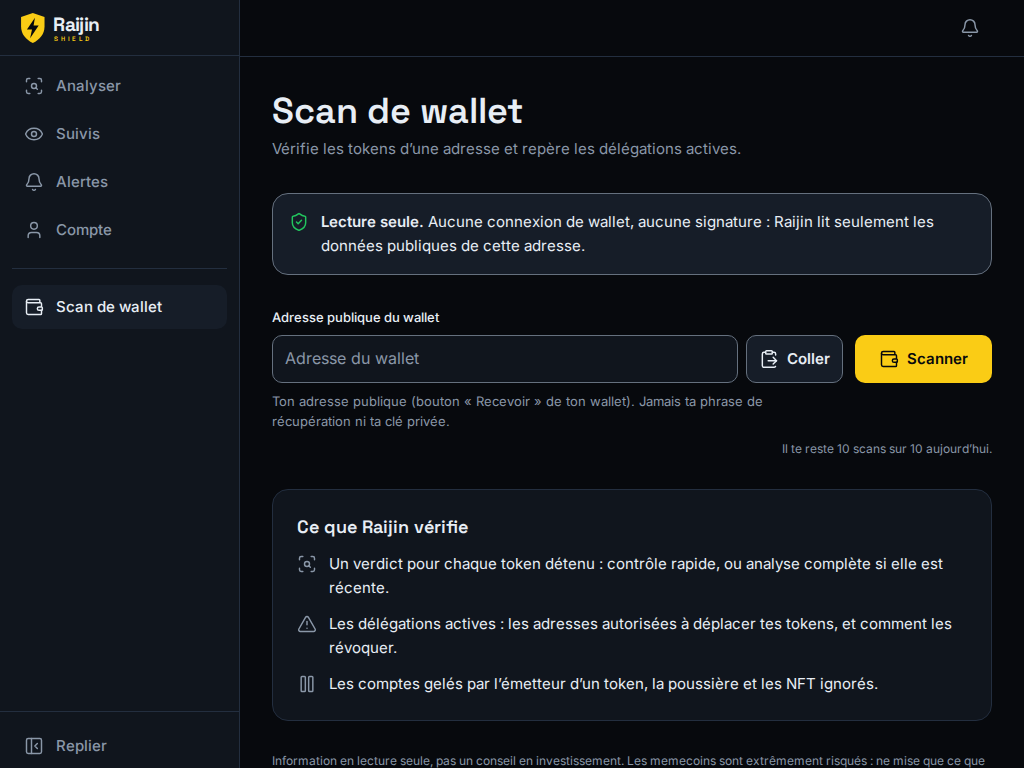 Raijin
SHIELD
Analyser
Suivis
Alertes
Compte
Scan de wallet
Replier
Scan de wallet
Vérifie les tokens d’une adresse et repère les délégations actives.
Lecture seule. Aucune connexion de wallet, aucune signature : Raijin lit seulement les
données publiques de cette adresse.
Adresse publique du wallet
Adresse du wallet
Coller
Scanner
Ton adresse publique (bouton « Recevoir » de ton wallet). Jamais ta phrase de
récupération ni ta clé privée.
Il te reste 10 scans sur 10 aujourd’hui.
Ce que Raijin vérifie
Un verdict pour chaque token détenu : contrôle rapide, ou analyse complète si elle est
récente.
Les délégations actives : les adresses autorisées à déplacer tes tokens, et comment les
révoquer.
Les comptes gelés par l’émetteur d’un token, la poussière et les NFT ignorés.
Information en lecture seule, pas un conseil en investissement. Les memecoins sont extrêmement risqués : ne mise que ce que